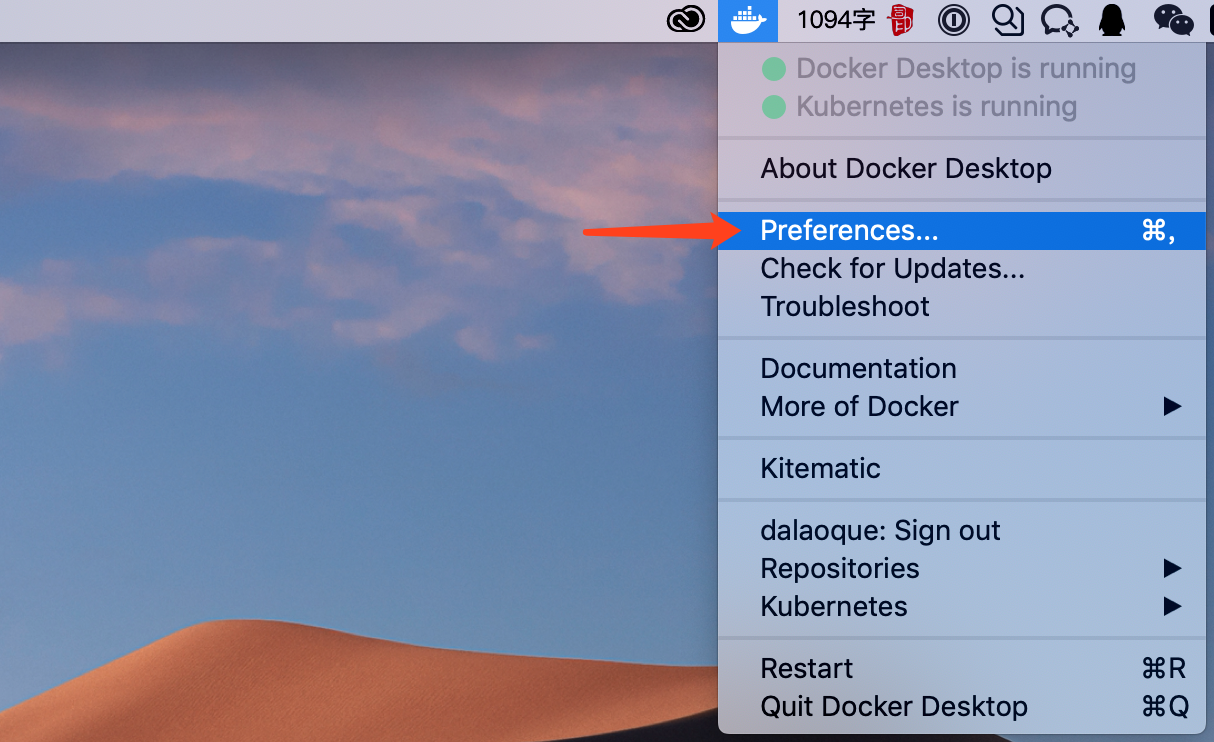 1094字
Docker Desktop is running
Kubernetes is running
About Docker Desktop
Preferences... ⌘,
Check for Updates...
Troubleshoot
Documentation
More of Docker
Kitematic
dalaoque: Sign out
Repositories
Kubernetes
Restart ⌘R
Quit Docker Desktop ⌘Q